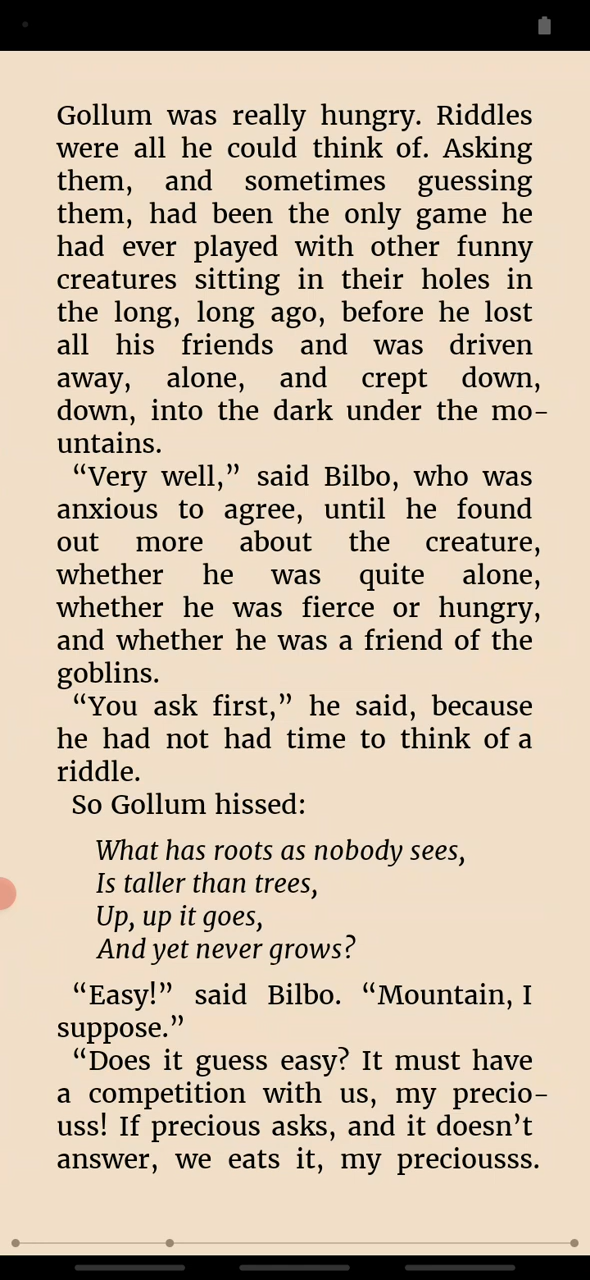 Gollum was really hungry. Riddles
were all he could think of. Asking
them, and sometimes guessing
them, had been the only game he
had ever played with other funny
creatures sitting in their holes in
the long, long ago, before he lost
all his friends and was driven
away, alone, and crept down,
down, into the dark under the mo-
untains.
“Very well,” said Bilbo, who was
anxious to agree, until he found
out more about the creature,
whether he was quite alone,
whether he was fierce or hungry,
and whether he was a friend of the
goblins.
“You ask first,” he said, because
he had not had time to think of a
riddle.
So Gollum hissed:
What has roots as nobody sees,
Is taller than trees,
Up, up it goes,
And yet never grows?
“Easy!” said Bilbo. “Mountain, I
suppose.”
“Does it guess easy? It must have
a competition with us, my precio-
uss! If precious asks, and it doesn’t
answer, we eats it, my preciousss.